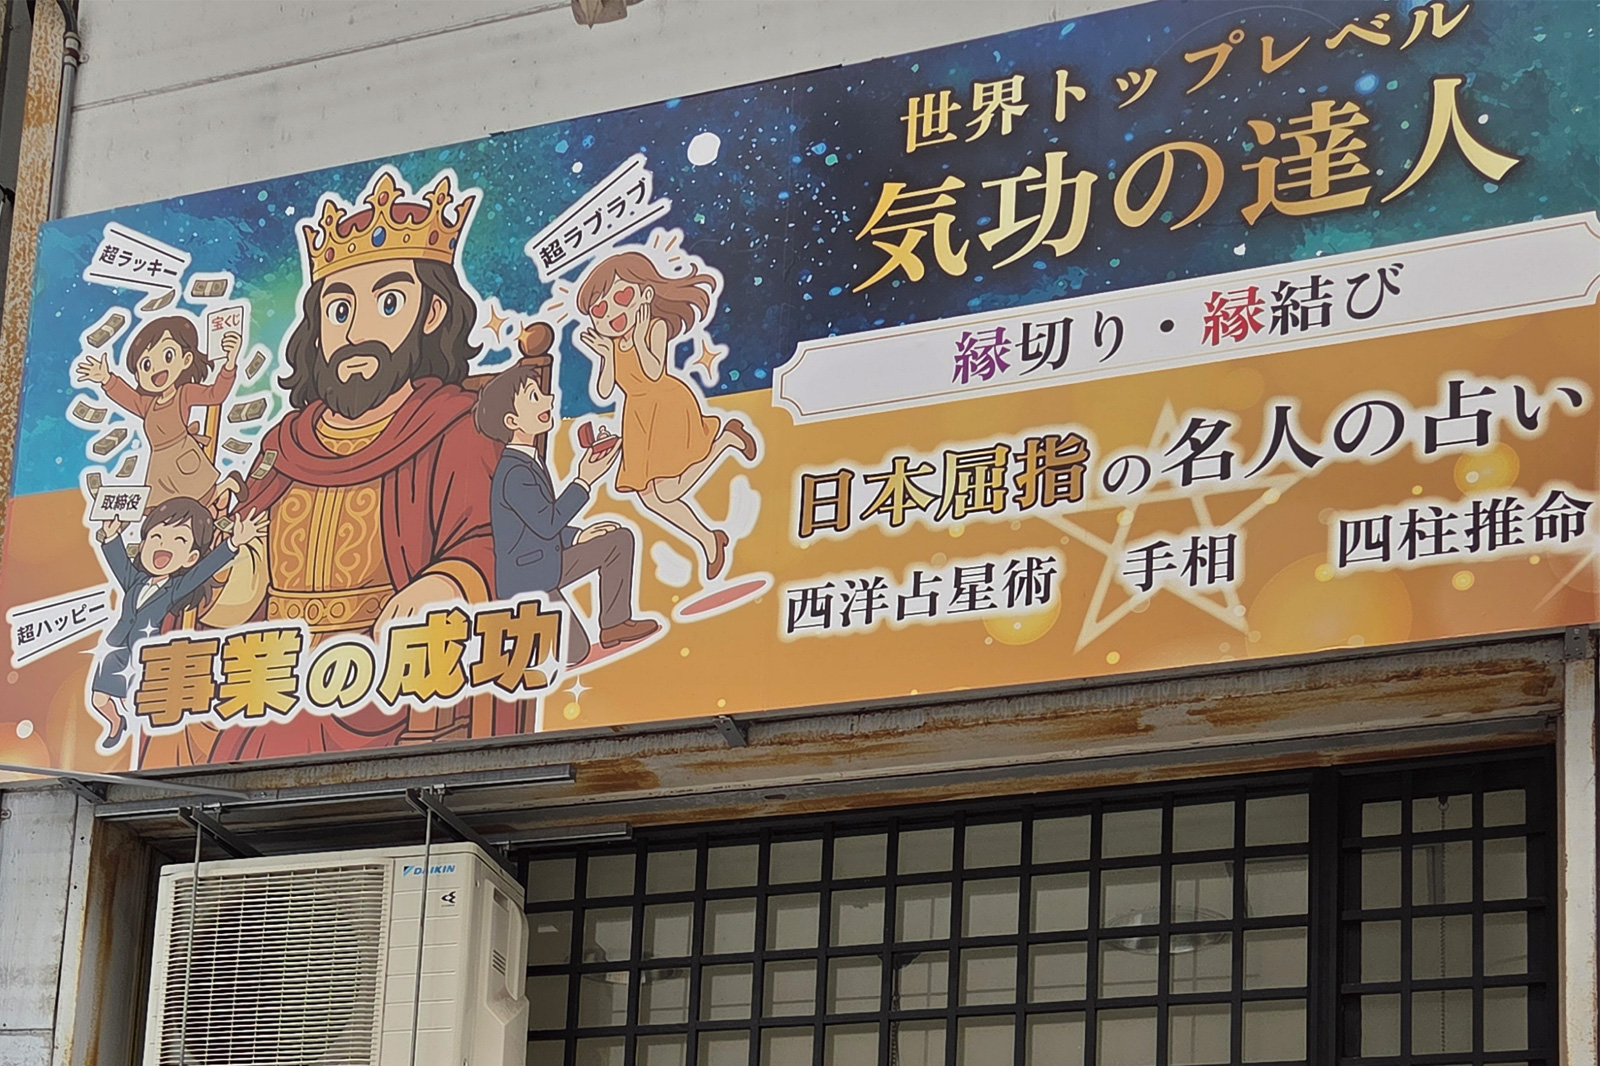 世界トップレベル
気功の達人
縁切り・縁結び
日本屈指の名人の占い
西洋占星術 手相 四柱推命
超ラッキー
宝くじ
超ラブラブ
取締役
超ハッピー
事業の成功
DAIKIN